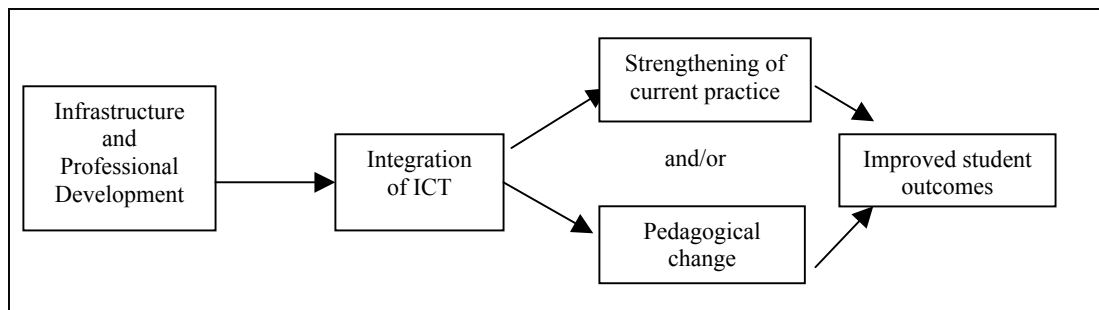 Infrastructure
and
Professional
Development
Integration
of ICT
Strengthening of
current practice
and/or
Pedagogical
change
Improved student
outcomes